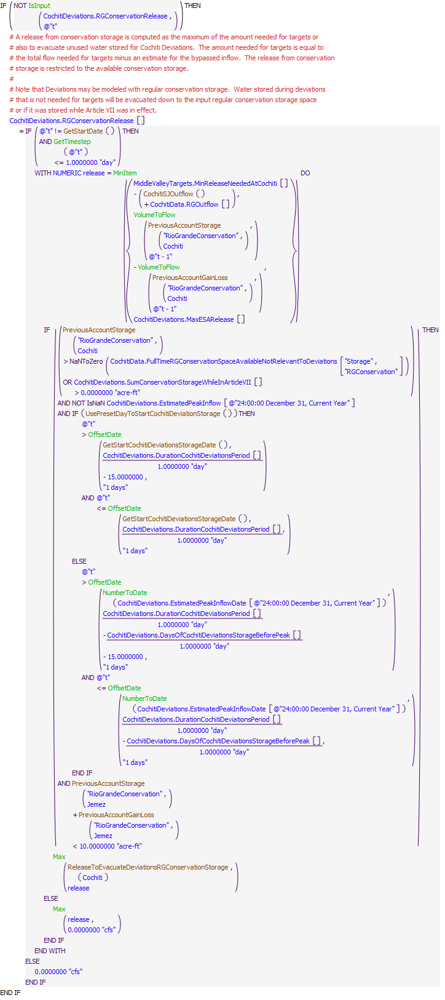 IF ( NOT IsInput ) THEN
( CochitiDeviations.RGConservationRelease ,
@"t" )
# A release from conservation storage is computed as the maximum of the amount needed for targets or
# also to evacuate unused water stored for Cochiti Deviations.  The amount needed for targets is equal to
# the total flow needed for targets minus an estimate for the bypassed inflow.  The release from conservation
# storage is restricted to the available conservation storage.
#
# Note that Deviations may be modeled with regular conservation storage.  Water stored during deviations
# that is not needed for targets will be evacuated down to the input regular conservation storage space
# or if it was stored while Article VII was in effect.
CochitiDeviations.RGConservationRelease []
= IF ( @"t" != GetStartDate () ) THEN
AND GetTimestep
( @"t" )
<= 1.0000000 "day"
WITH NUMERIC release = MinItem DO
MiddleValleyTargets.MinReleaseNeededAtCochiti []
- ( CochitiSJOutflow () ) ,
+ CochitiData.RGOutflow []
VolumeToFlow
( PreviousAccountStorage ,
( "RioGrandeConservation" ,
Cochiti )
@"t - 1" )
- VolumeToFlow ,
( PreviousAccountGainLoss ,
( "RioGrandeConservation" ,
Cochiti )
@"t - 1" )
CochitiDeviations.MaxESARelease []
IF ( ( PreviousAccountStorage ) THEN
( "RioGrandeConservation" ,
Cochiti )
> NaNToZero ( CochitiData.FullTimeRGConservationSpaceAvailableNotRelevantToDeviations [ "Storage" ,
"RGConservation" ] )
OR CochitiDeviations.SumConservationStorageWhileInArticleVII []
> 0.0000000 "acre-ft"
AND NOT IsNaN CochitiDeviations.EstimatedPeakInflow [ @"24:00:00 December 31, Current Year" ]
AND IF ( UsePresetDayToStartCochitiDeviationStorage () ) THEN
@"t"
> OffsetDate
( GetStartCochitiDeviationsStorageDate () ,
CochitiDeviations.DurationCochitiDeviationsPeriod []
1.0000000 "day"
- 15.0000000 ,
"1 days" )
AND @"t"
<= OffsetDate
( GetStartCochitiDeviationsStorageDate () ,
CochitiDeviations.DurationCochitiDeviationsPeriod [] ,
1.0000000 "day"
"1 days" )
ELSE
@"t"
> OffsetDate
( NumberToDate ,
( CochitiDeviations.EstimatedPeakInflowDate [ @"24:00:00 December 31, Current Year" ] )
CochitiDeviations.DurationCochitiDeviationsPeriod []
1.0000000 "day"
- CochitiDeviations.DaysOfCochitiDeviationsStorageBeforePeak []
1.0000000 "day"
- 15.0000000 ,
"1 days" )
AND @"t"
<= OffsetDate
( NumberToDate ,
( CochitiDeviations.EstimatedPeakInflowDate [ @"24:00:00 December 31, Current Year" ] )
CochitiDeviations.DurationCochitiDeviationsPeriod []
1.0000000 "day"
- CochitiDeviations.DaysOfCochitiDeviationsStorageBeforePeak [] ,
1.0000000 "day"
"1 days" )
END IF
AND PreviousAccountStorage
( "RioGrandeConservation" ,
Jemez )
+ PreviousAccountGainLoss
( "RioGrandeConservation" ,
Jemez )
< 10.0000000 "acre-ft"
Max
( ReleaseToEvacuateDeviationsRGConservationStorage ,
( Cochiti )
release )
ELSE
Max
( release ,
0.0000000 "cfs" )
END IF
END WITH
ELSE
0.0000000 "cfs"
END IF
END IF